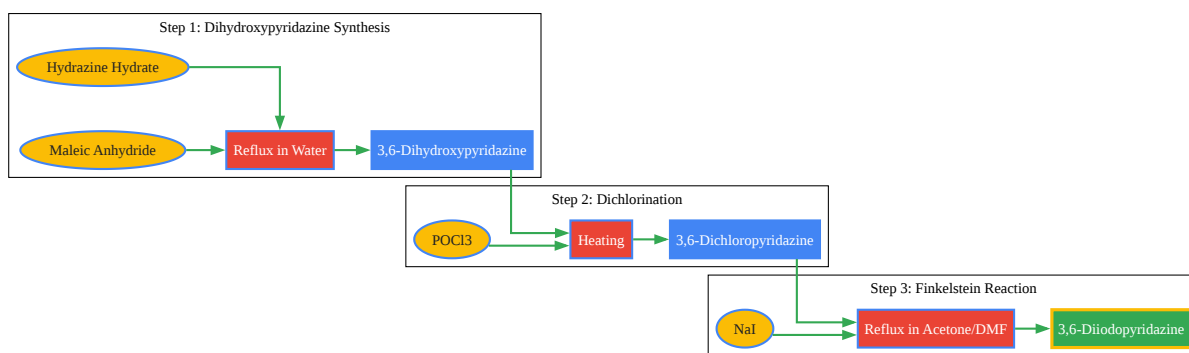 Step 1: Dihydroxypyridazine Synthesis
Hydrazine Hydrate
Maleic Anhydride
Reflux in Water
3,6-Dihydroxypyridazine
Step 2: Dichlorination
POCl3
Heating
3,6-Dichloropyridazine
Step 3: Finkelstein Reaction
NaI
Reflux in Acetone/DMF
3,6-Diiodopyridazine